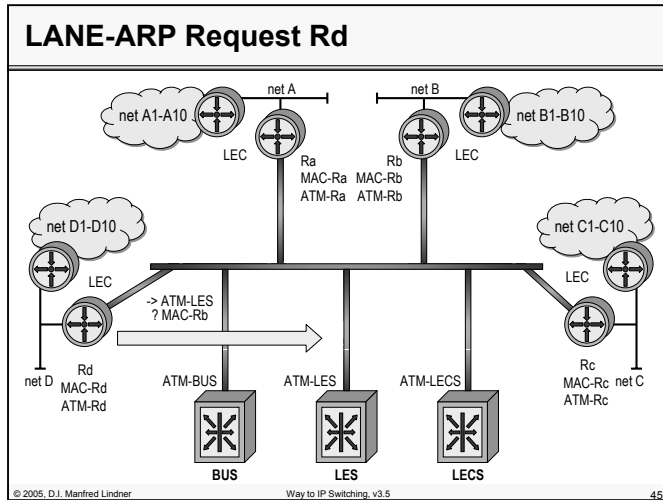 LANE-ARP Request Rd
net A
net B
net A1-A10
net B1-B10
LEC
Ra
MAC-Ra
ATM-Ra
Rb
MAC-Rb
ATM-Rb
LEC
net D1-D10
net C1-C10
LEC
LEC
-> ATM-LES
? MAC-Rb
Rd
MAC-Rd
ATM-Rd
net D
Rc
MAC-Rc
ATM-Rc
net C
ATM-BUS
ATM-LES
ATM-LECS
BUS
LES
LECS
© 2005, D.I. Manfred Lindner
Way to IP Switching, v3.5
45